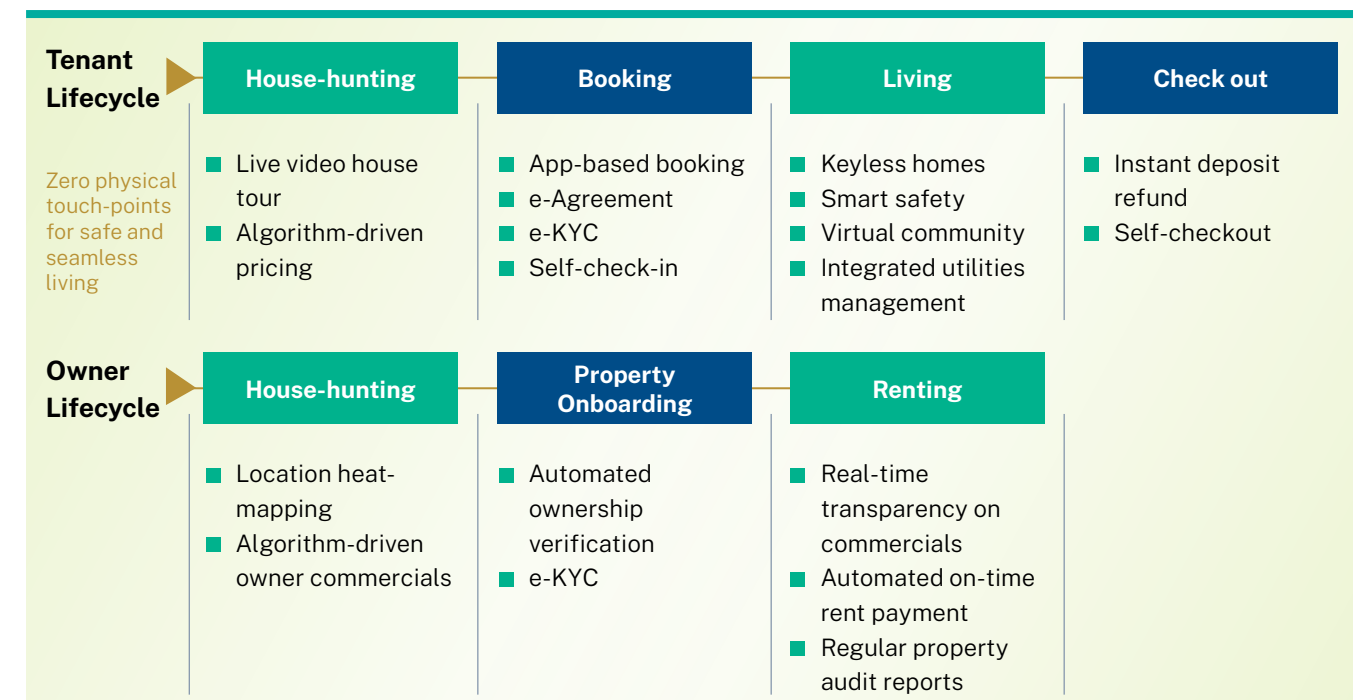 Tenant
Lifecycle
Zero physical
touch-points
for safe and
seamless
living
House-hunting
Live video house
tour
Algorithm-driven
pricing
Booking
App-based booking
e-Agreement
e-KYC
Self-check-in
Living
Keyless homes
Smart safety
Virtual community
Integrated utilities
management
Check out
Instant deposit
refund
Self-checkout
Owner
Lifecycle
House-hunting
Location heat-
mapping
Algorithm-driven
owner commercials
Property
Onboarding
Automated
ownership
verification
e-KYC
Renting
Real-time
transparency on
commercials
Automated on-time
rent payment
Regular property
audit reports